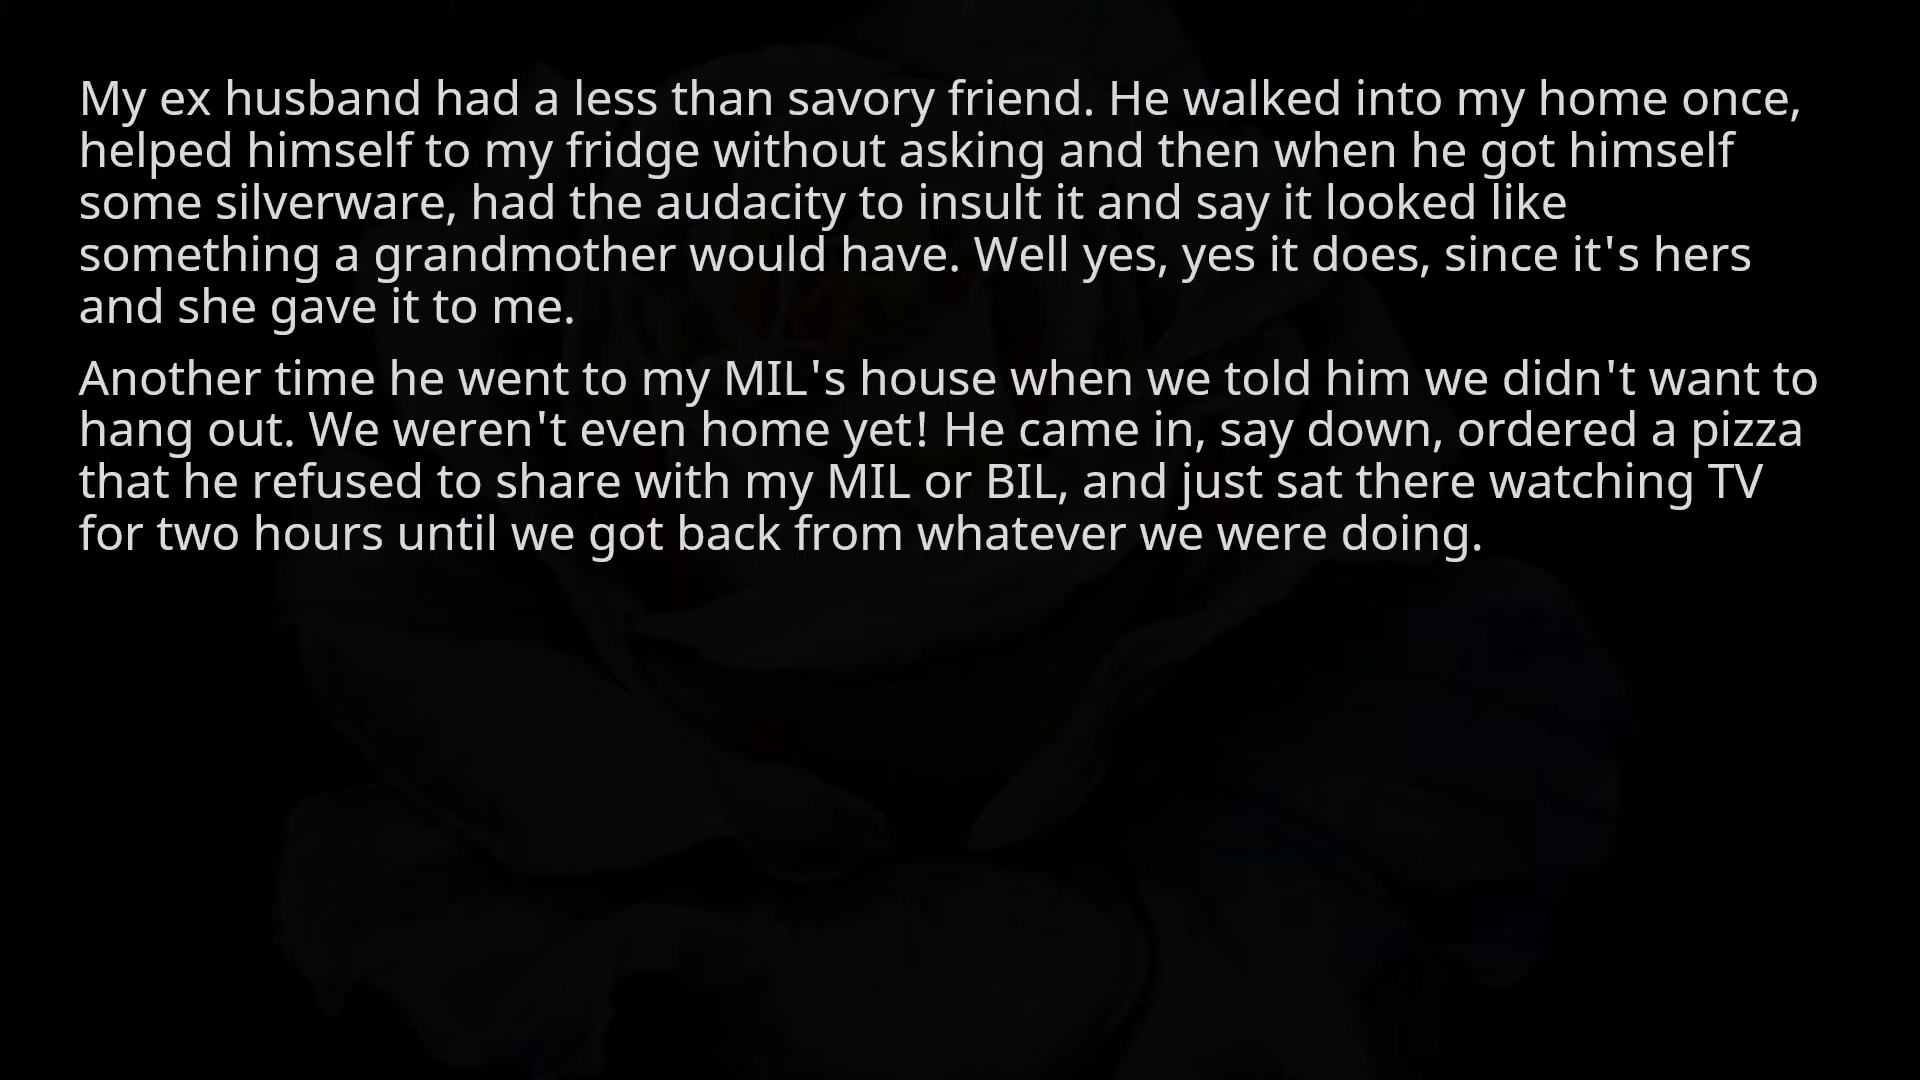 My ex husband had a less than savory friend. He walked into my home once,
helped himself to my fridge without asking and then when he got himself
some silverware, had the audacity to insult it and say it looked like
something a grandmother would have. Well yes, yes it does, since it's hers
and she gave it to me.
Another time he went to my MIL's house when we told him we didn't want to
hang out. We weren't even home yet! He came in, say down, ordered a pizza
that he refused to share with my MIL or BIL, and just sat there watching TV
for two hours until we got back from whatever we were doing.